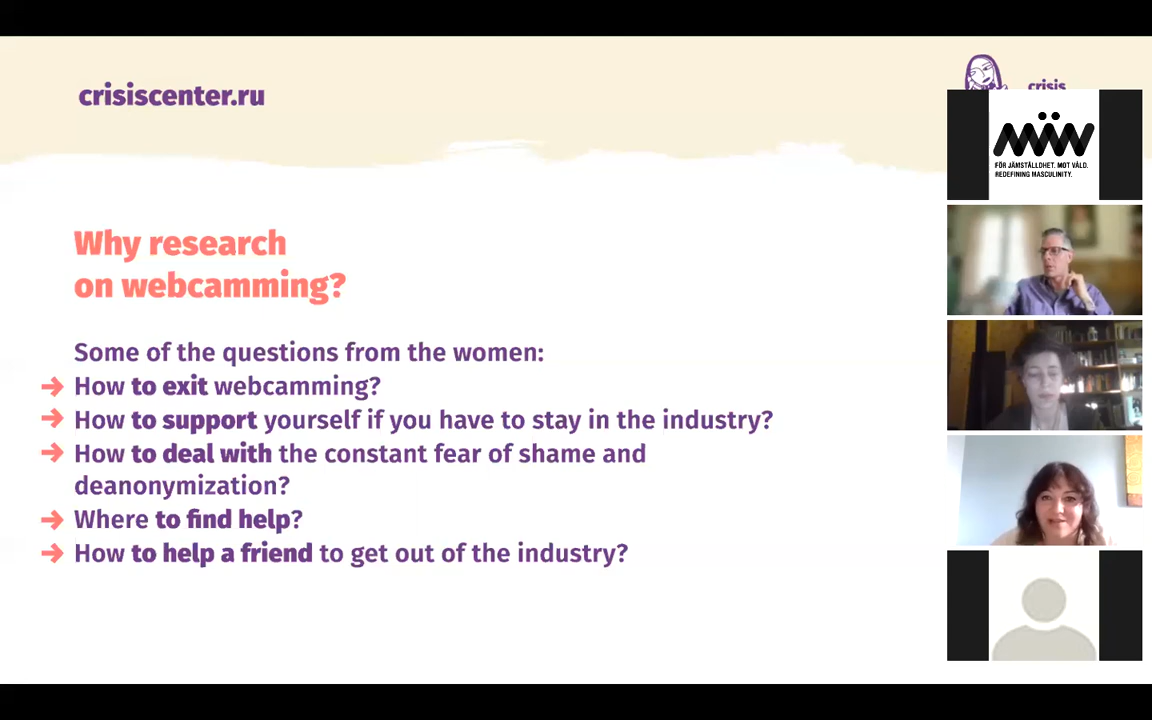 crisiscenter.ru
crisis
MÄN
FÖR JÄMSTÄLLDHET. MOT VÅLD.
REDEFINING MASCULINITY.
Why research
on webcamming?
Some of the questions from the women:
→ How to exit webcamming?
→ How to support yourself if you have to stay in the industry?
→ How to deal with the constant fear of shame and
deanonymization?
→ Where to find help?
→ How to help a friend to get out of the industry?